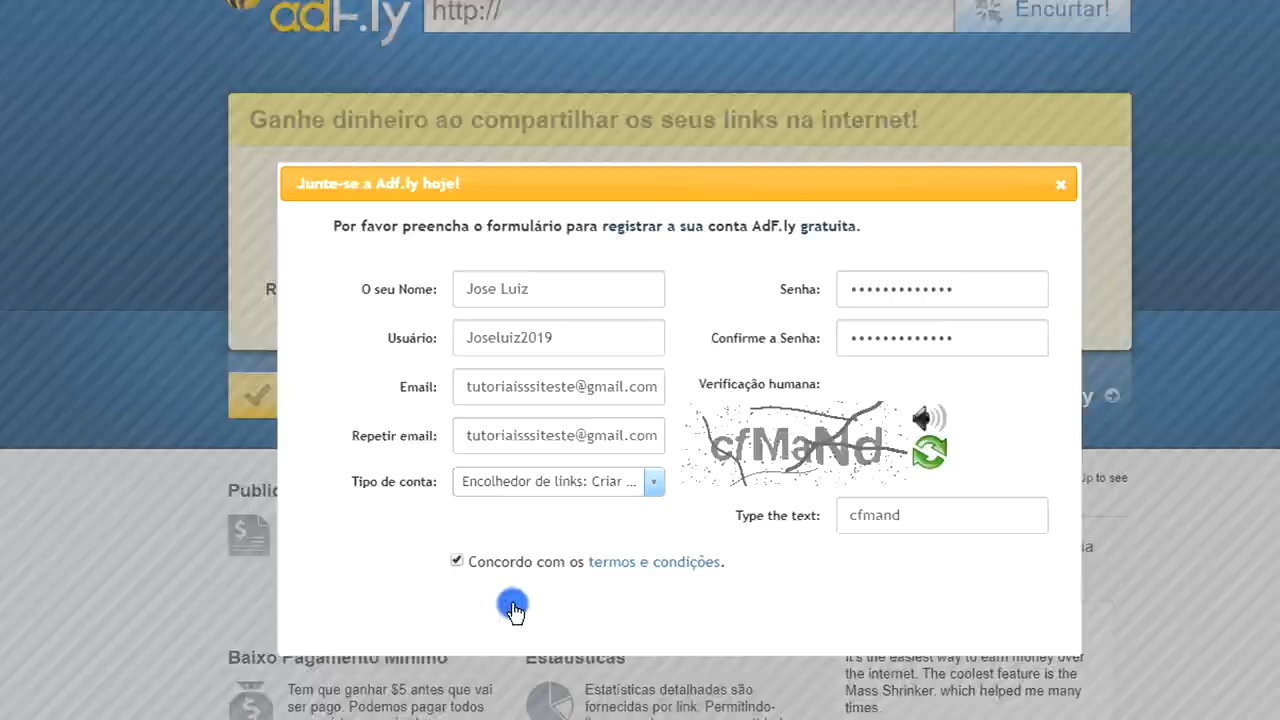 adF.ly
http://
Encurtar!
Ganhe dinheiro ao compartilhar os seus links na internet!
Junte-se a Adf.ly hoje!
Por favor preencha o formulário para registrar a sua conta AdF.ly gratuita.
O seu Nome: Jose Luiz
Senha: •••••••••••••
Usuário: Joseluiz2019
Confirme a Senha: •••••••••••••
Email: tutoriaisssiteste@gmail.com
Verificação humana:
cfMaNd
Repetir email: tutoriaisssiteste@gmail.com
Tipo de conta: Encolhedor de links: Criar ...
Type the text: cfmand
Concordo com os termos e condições.
Up to see
Baixo Pagamento Mínimo
Estatísticas
Tem que ganhar $5 antes que vai
ser pago. Podemos pagar todos
Estatísticas detalhadas são
fornecidas por link. Permitindo-
It's the easiest way to earn money over
the internet. The coolest feature is the
Mass Shrinker, which helped me many
times.